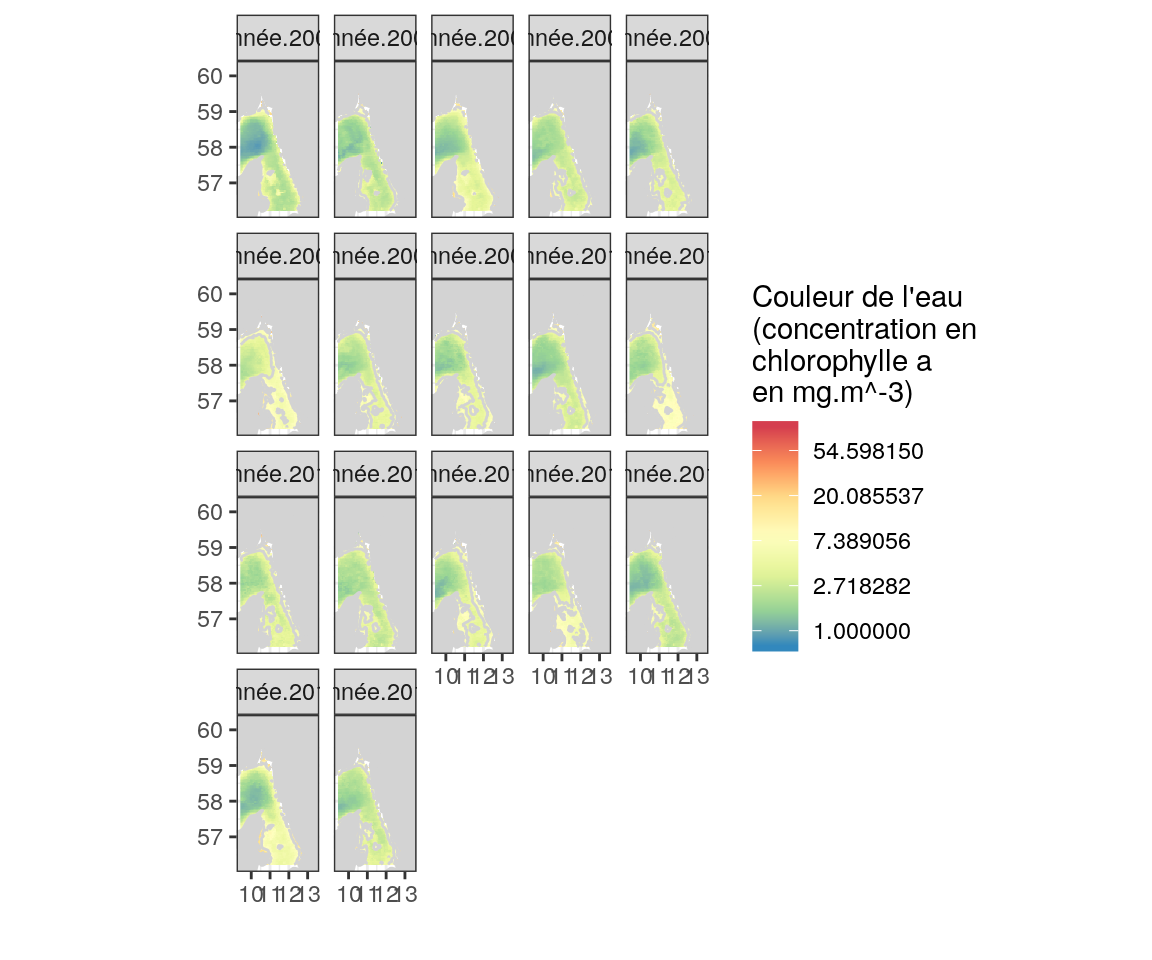 nnée.200 nnée.200 nnée.200 nnée.200 nnée.200
60
59
58
57
nnée.200 nnée.200 nnée.200 nnée.201 nnée.201
60
59
58
57
nnée.201 nnée.201 nnée.201 nnée.201 nnée.201
60
59
58
57
10 11 12 13 10 11 12 13 10 11 12 13
nnée.201 nnée.201
60
59
58
57
10 11 12 13 10 11 12 13
Couleur de l'eau
(concentration en
chlorophylle a
en mg.m^-3)
54.598150
20.085537
7.389056
2.718282
1.000000